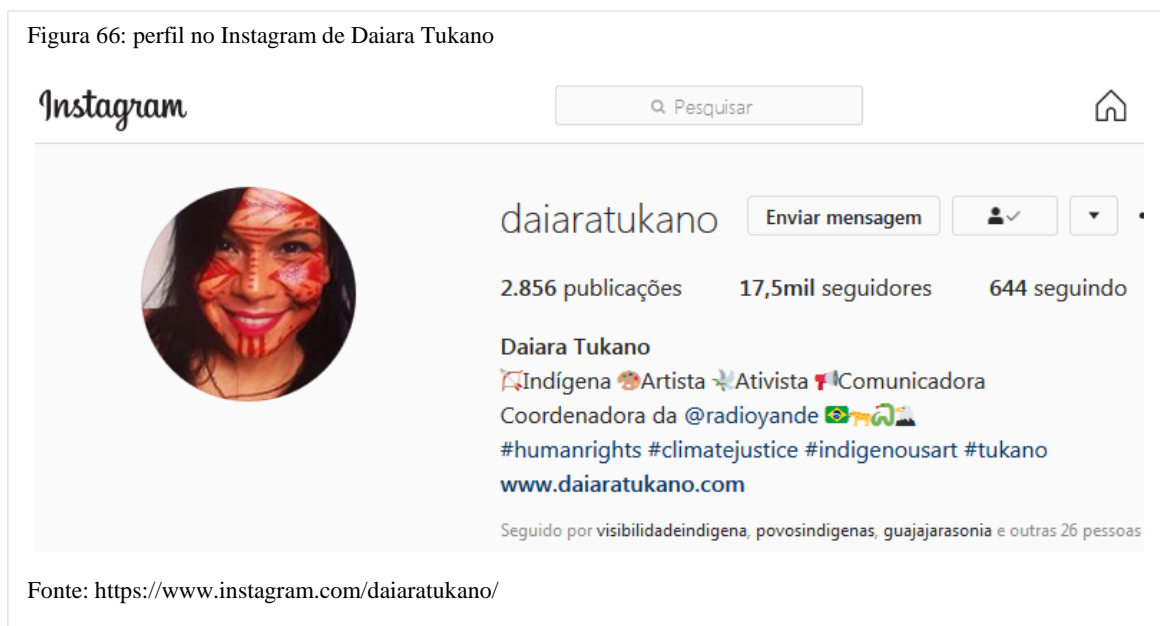 Figura 66: perfil no Instagram de Daiara Tukano
Instagram
Pesquisar
daiaratukano Enviar mensagem
2.856 publicações 17,5mil seguidores 644 seguindo
Daiara Tukano
🏹Indígena 🎨Artista 🕊Ativista 📢Comunicadora
Coordenadora da @radioyande 🇧🇷🐆🐍🦅
#humanrights #climatejustice #indigenousart #tukano
www.daiaratukano.com
Seguido por visibilidadeindigena, povosindigenas, guajajarasonia e outras 26 pessoas
Fonte: https://www.instagram.com/daiaratukano/